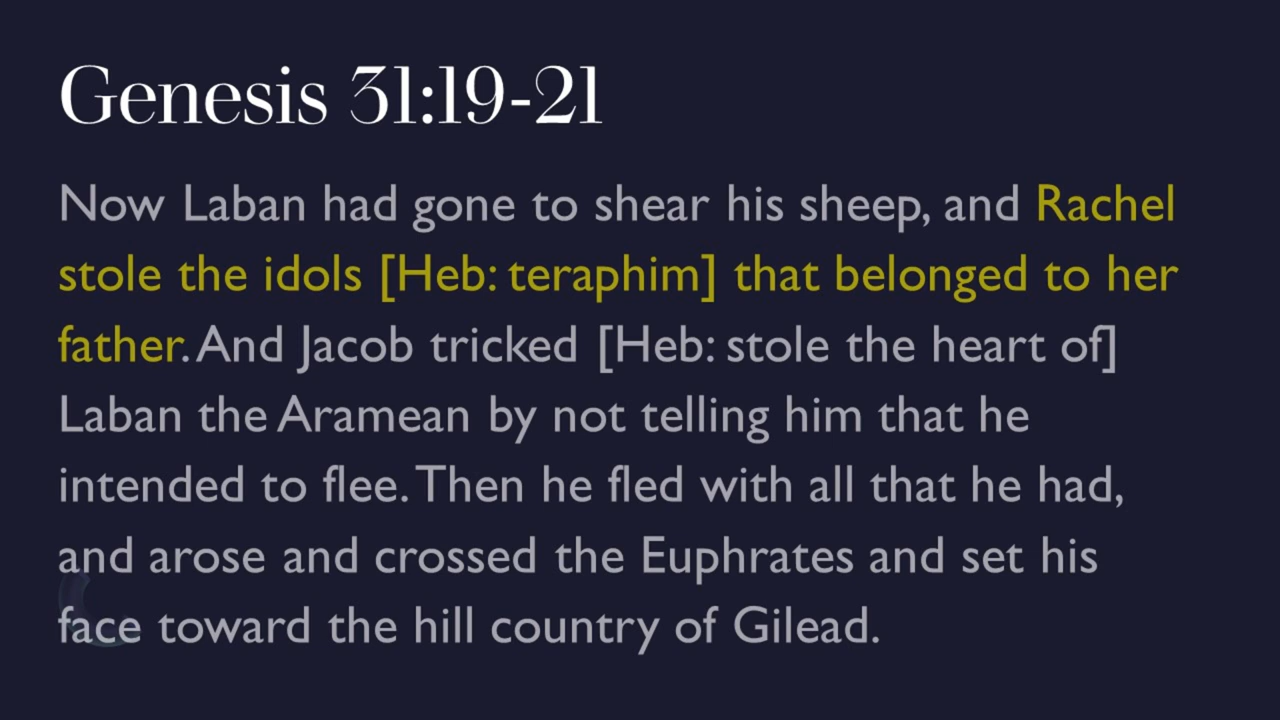 Genesis 31:19-21
Now Laban had gone to shear his sheep, and Rachel
stole the idols [Heb: teraphim] that belonged to her
father. And Jacob tricked [Heb: stole the heart of]
Laban the Aramean by not telling him that he
intended to flee. Then he fled with all that he had,
and arose and crossed the Euphrates and set his
face toward the hill country of Gilead.